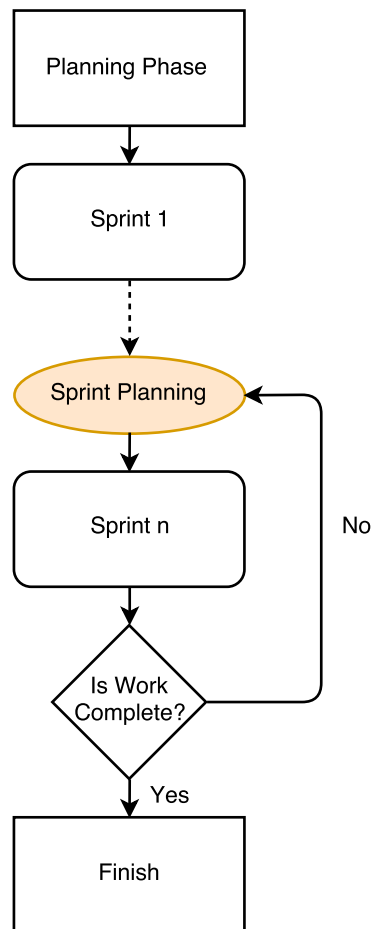 Planning Phase
Sprint 1
Sprint Planning
Sprint n
No
Is Work
Complete?
Yes
Finish